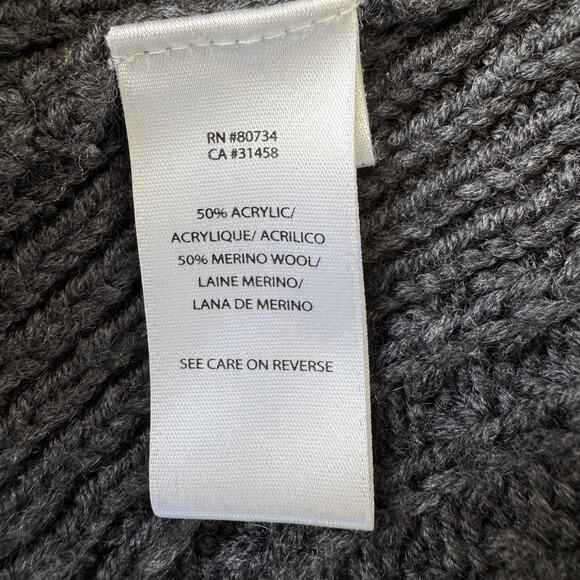 RN #80734
CA #31458
50% ACRYLIC/
ACRYLIQUE/ ACRILICO
50% MERINO WOOL/
LAINE MERINO/
LANA DE MERINO
SEE CARE ON REVERSE